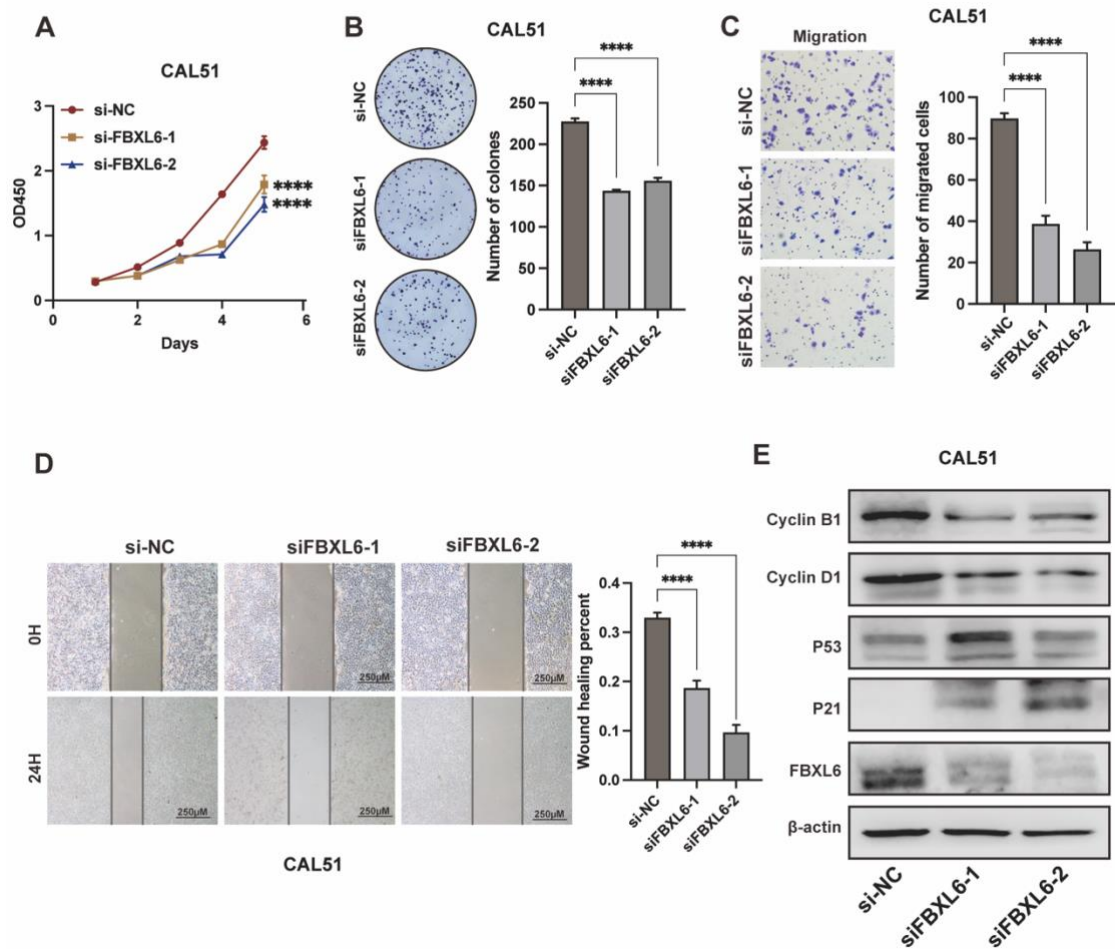 A
CAL51
si-NC
si-FBXL6-1
si-FBXL6-2
OD450
3
2
1
0
****
****
0
2
4
6
Days
B
CAL51
si-NC
siFBXL6-1
siFBXL6-2
Number of colones
250
200
150
100
50
0
****
****
si-NC
siFBXL6-1
siFBXL6-2
C
CAL51
Migration
si-NC
siFBXL6-1
siFBXL6-2
Number of migrated cells
100
80
60
40
20
0
****
****
si-NC
siFBXL6-1
siFBXL6-2
D
si-NC
siFBXL6-1
siFBXL6-2
0H
250μM
250μM
250μM
24H
250μM
250μM
250μM
CAL51
Wound healing percent
0.4
0.3
0.2
0.1
0.0
****
****
si-NC
siFBXL6-1
siFBXL6-2
E
CAL51
Cyclin B1
Cyclin D1
P53
P21
FBXL6
β-actin
si-NC
siFBXL6-1
siFBXL6-2